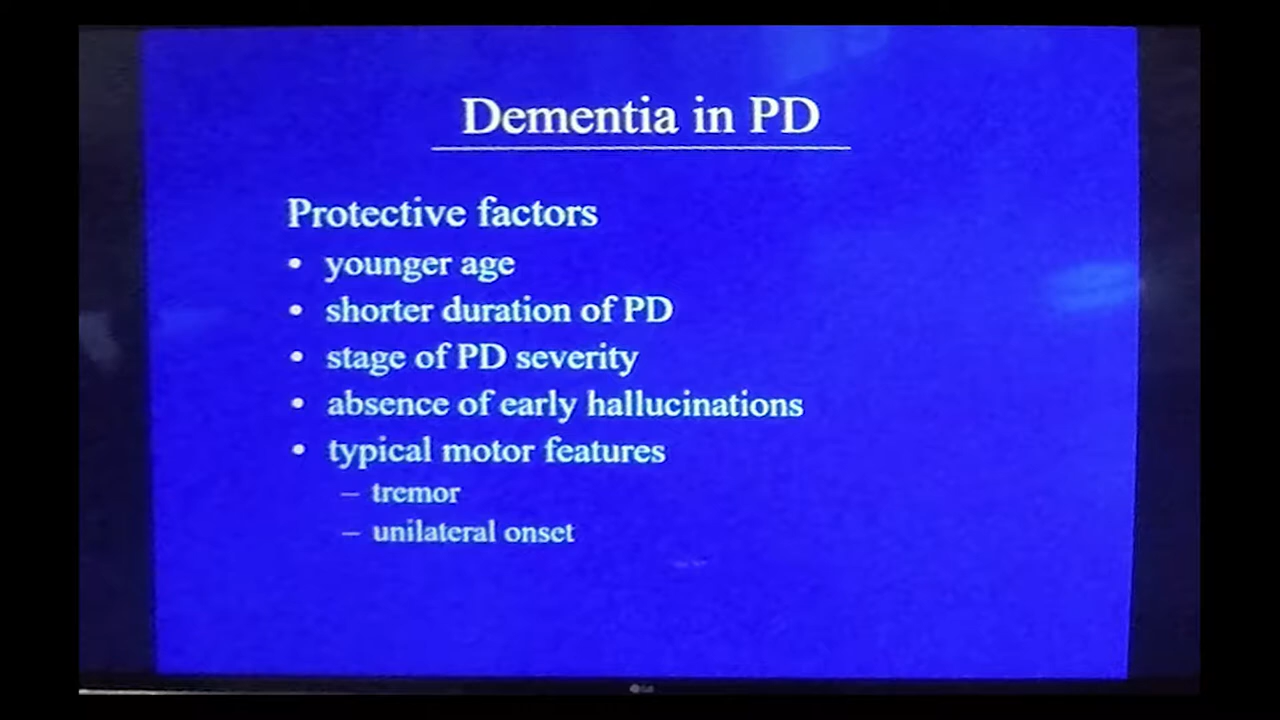 Dementia in PD
Protective factors
• younger age
• shorter duration of PD
• stage of PD severity
• absence of early hallucinations
• typical motor features
– tremor
– unilateral onset
LG